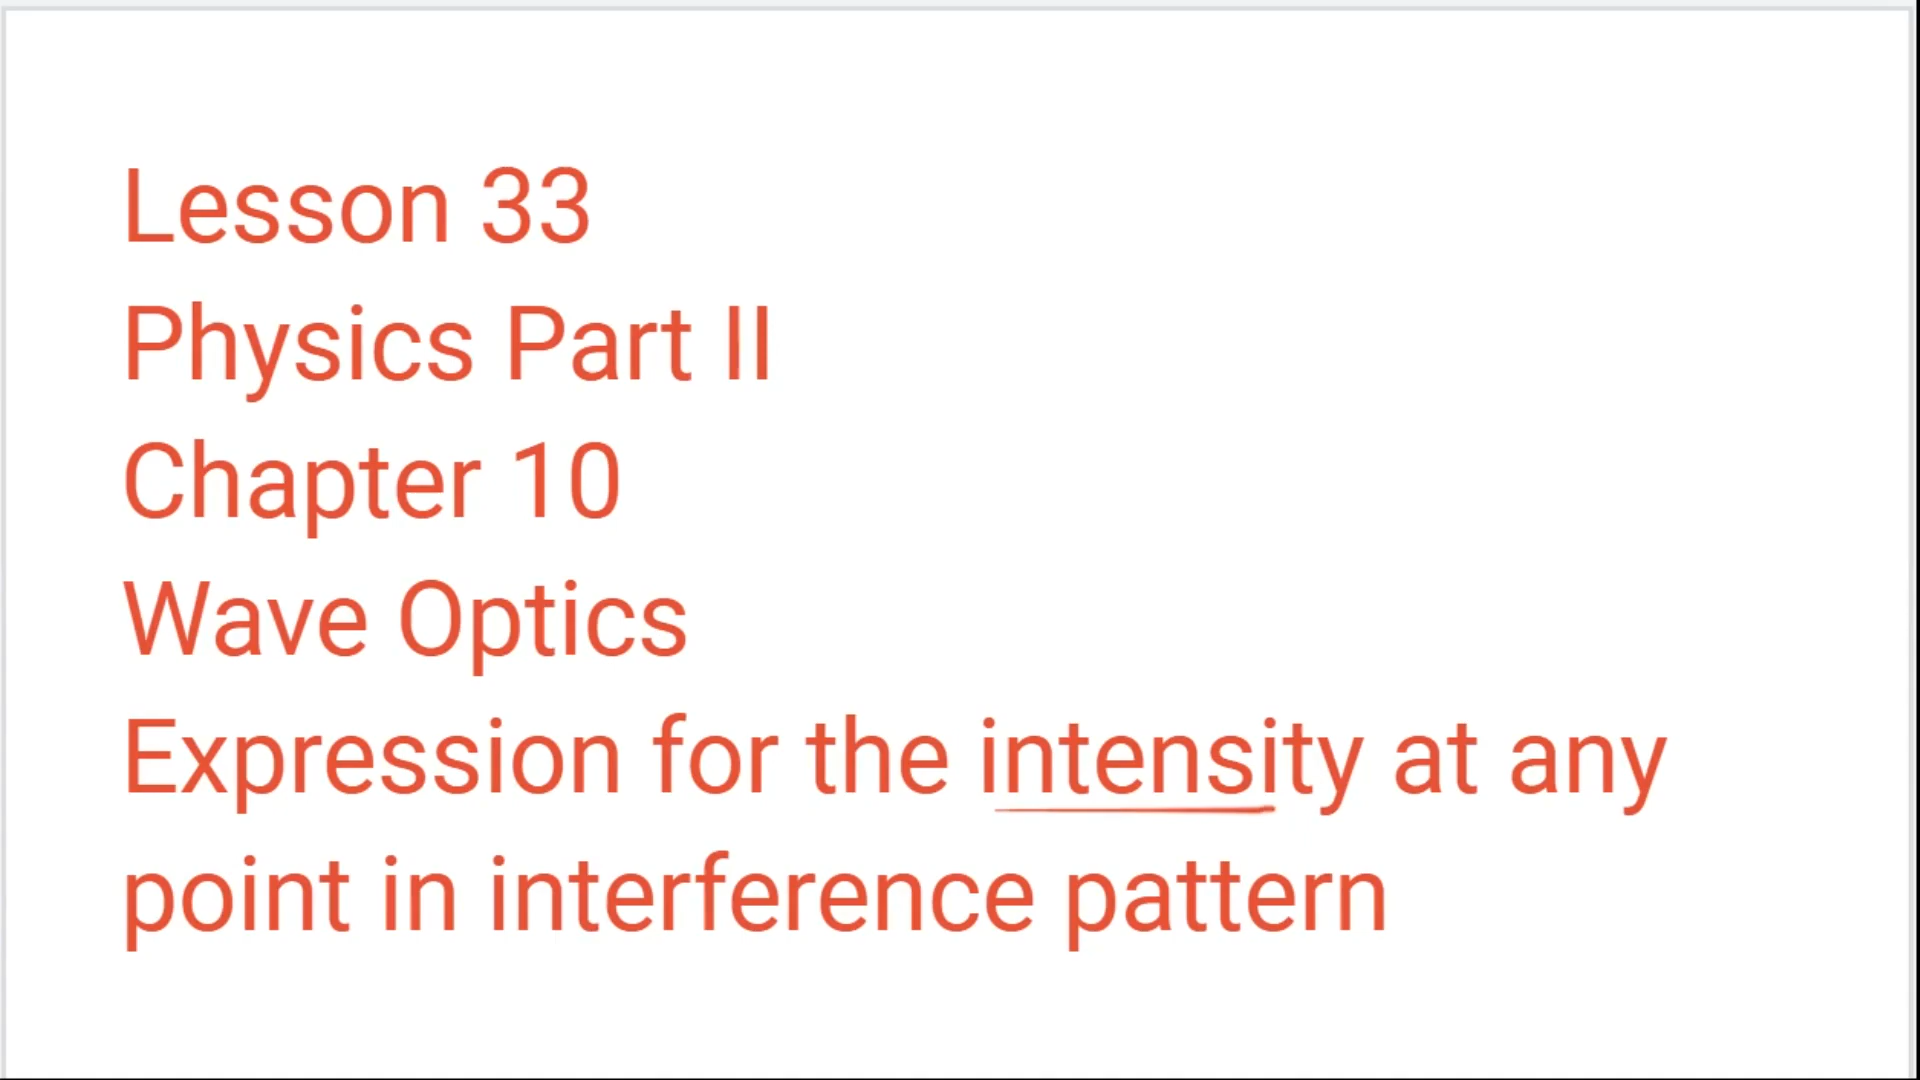 Lesson 33
Physics Part II
Chapter 10
Wave Optics
Expression for the intensity at any
point in interference pattern